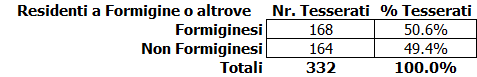 Residenti a Formigine o altrove Nr. Tesserati % Tesserati
Formiginesi 168 50.6%
Non Formiginesi 164 49.4%
Totali 332 100.0%